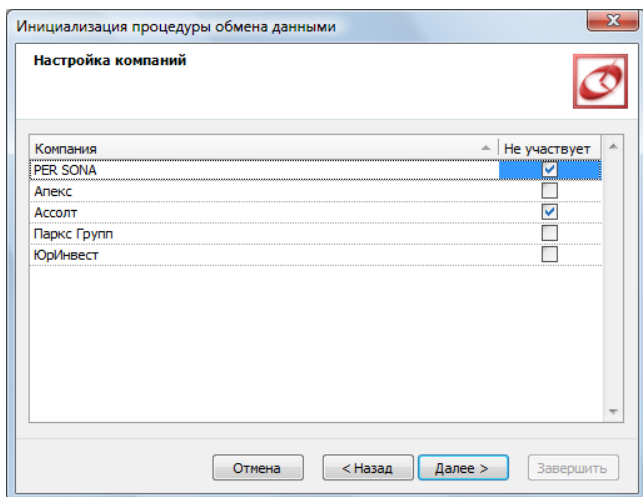 Инициализация процедуры обмена данными
Настройка компаний
Компания Не участвует
PER SONA
Апекс
Ассолт
Паркс Групп
ЮрИнвест
Отмена < Назад Далее > Завершить